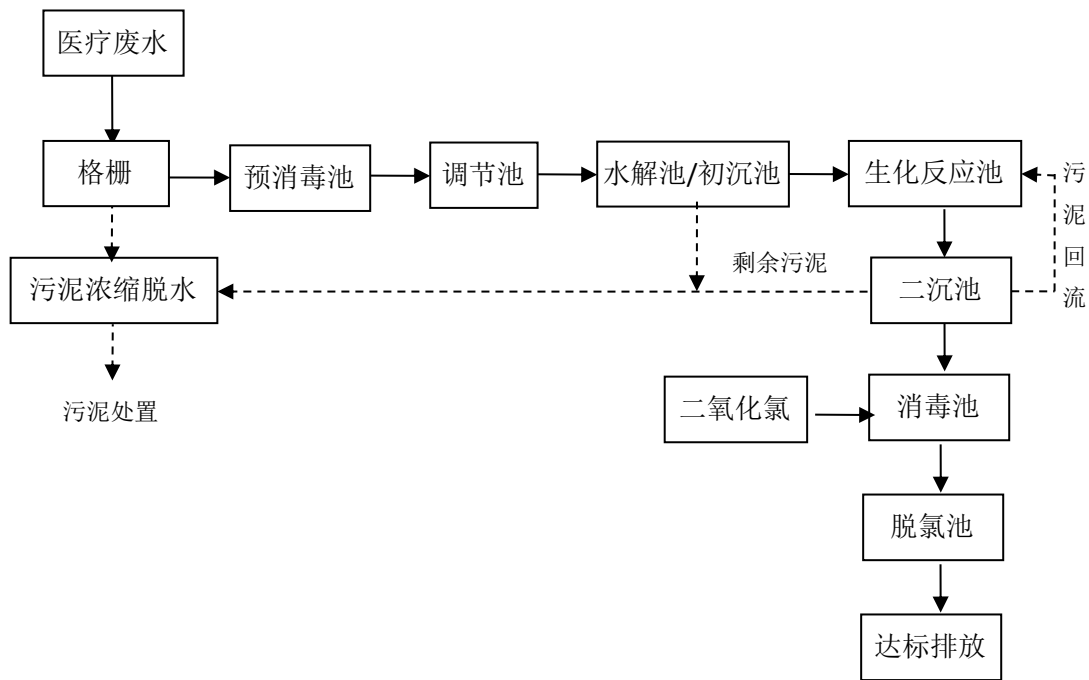 医疗废水
格栅
预消毒池
调节池
水解池/初沉池
生化反应池
污泥回流
剩余污泥
污泥浓缩脱水
二沉池
污泥处置
二氧化氯
消毒池
脱氯池
达标排放